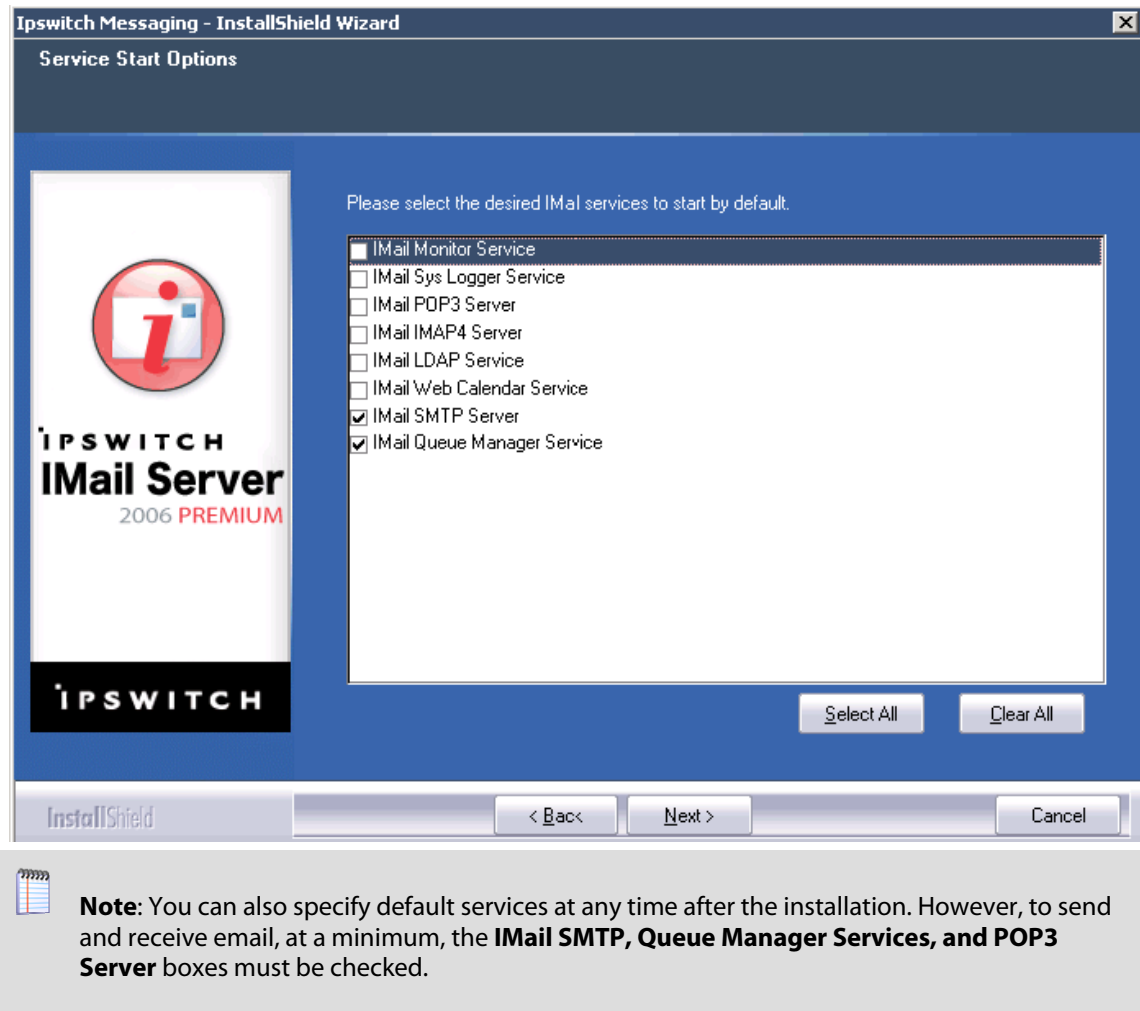 Ipswitch Messaging - InstallShield Wizard
Service Start Options
Please select the desired IMal services to start by default.
IMail Monitor Service
IMail Sys Logger Service
IMail POP3 Server
IMail IMAP4 Server
IMail LDAP Service
IMail Web Calendar Service
IMail SMTP Server
IMail Queue Manager Service
i
IPSWITCH
IMail Server
2006 PREMIUM
IPSWITCH
Select All
Clear All
InstallShield
< Back
Next >
Cancel
Note: You can also specify default services at any time after the installation. However, to send
and receive email, at a minimum, the IMail SMTP, Queue Manager Services, and POP3
Server boxes must be checked.